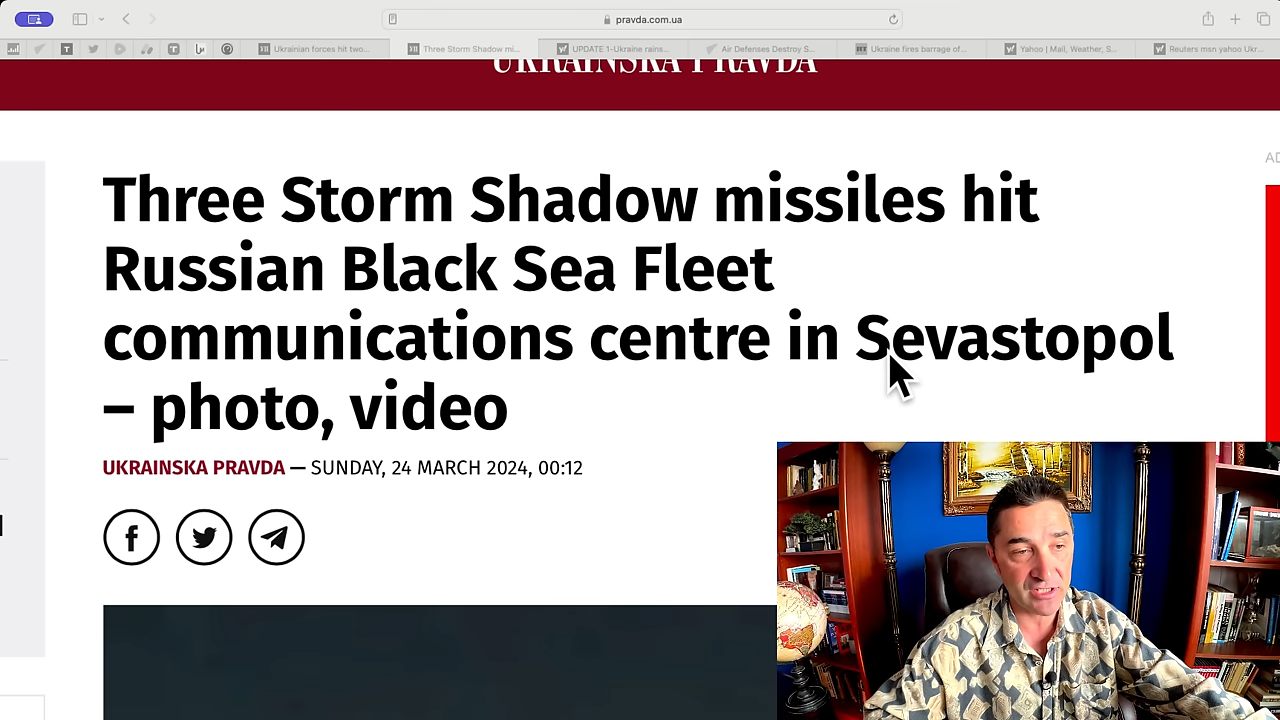 pravda.com.ua
Ukrainian forces hit two...
Three Storm Shadow mi...
UPDATE 1-Ukraine rains...
Air Defenses Destroy S...
Ukraine fires barrage of...
Yahoo | Mail, Weather, S...
Reuters msn yahoo Ukr...
UKRAINSKA PRAVDA
AD
Three Storm Shadow missiles hit
Russian Black Sea Fleet
communications centre in Sevastopol
– photo, video
UKRAINSKA PRAVDA — SUNDAY, 24 MARCH 2024, 00:12